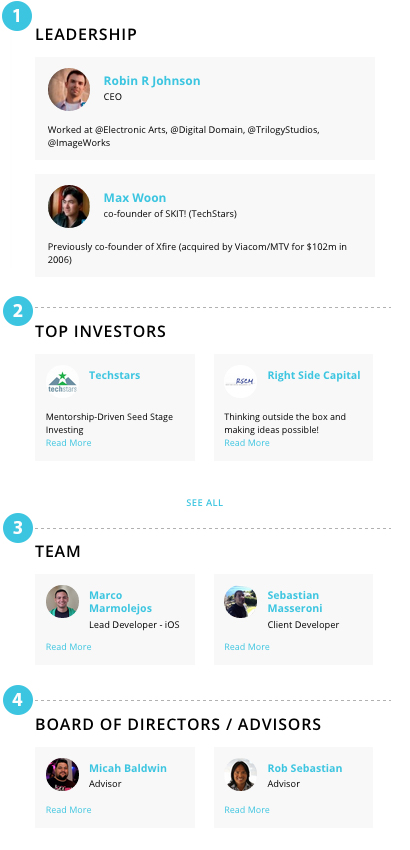 1
LEADERSHIP
Robin R Johnson
CEO
Worked at @Electronic Arts, @Digital Domain, @TrilogyStudios,
@ImageWorks
Max Woon
co-founder of SKIT! (TechStars)
Previously co-founder of Xfire (acquired by Viacom/MTV for $102m in
2006)
2
TOP INVESTORS
techstars
Techstars
Mentorship-Driven Seed Stage
Investing
Read More
RSCM
Right Side Capital
Thinking outside the box and
making ideas possible!
Read More
SEE ALL
3
TEAM
Marco
Marmolejos
Lead Developer - iOS
Read More
Sebastian
Masseroni
Client Developer
Read More
4
BOARD OF DIRECTORS / ADVISORS
Micah Baldwin
Advisor
Read More
Rob Sebastian
Advisor
Read More